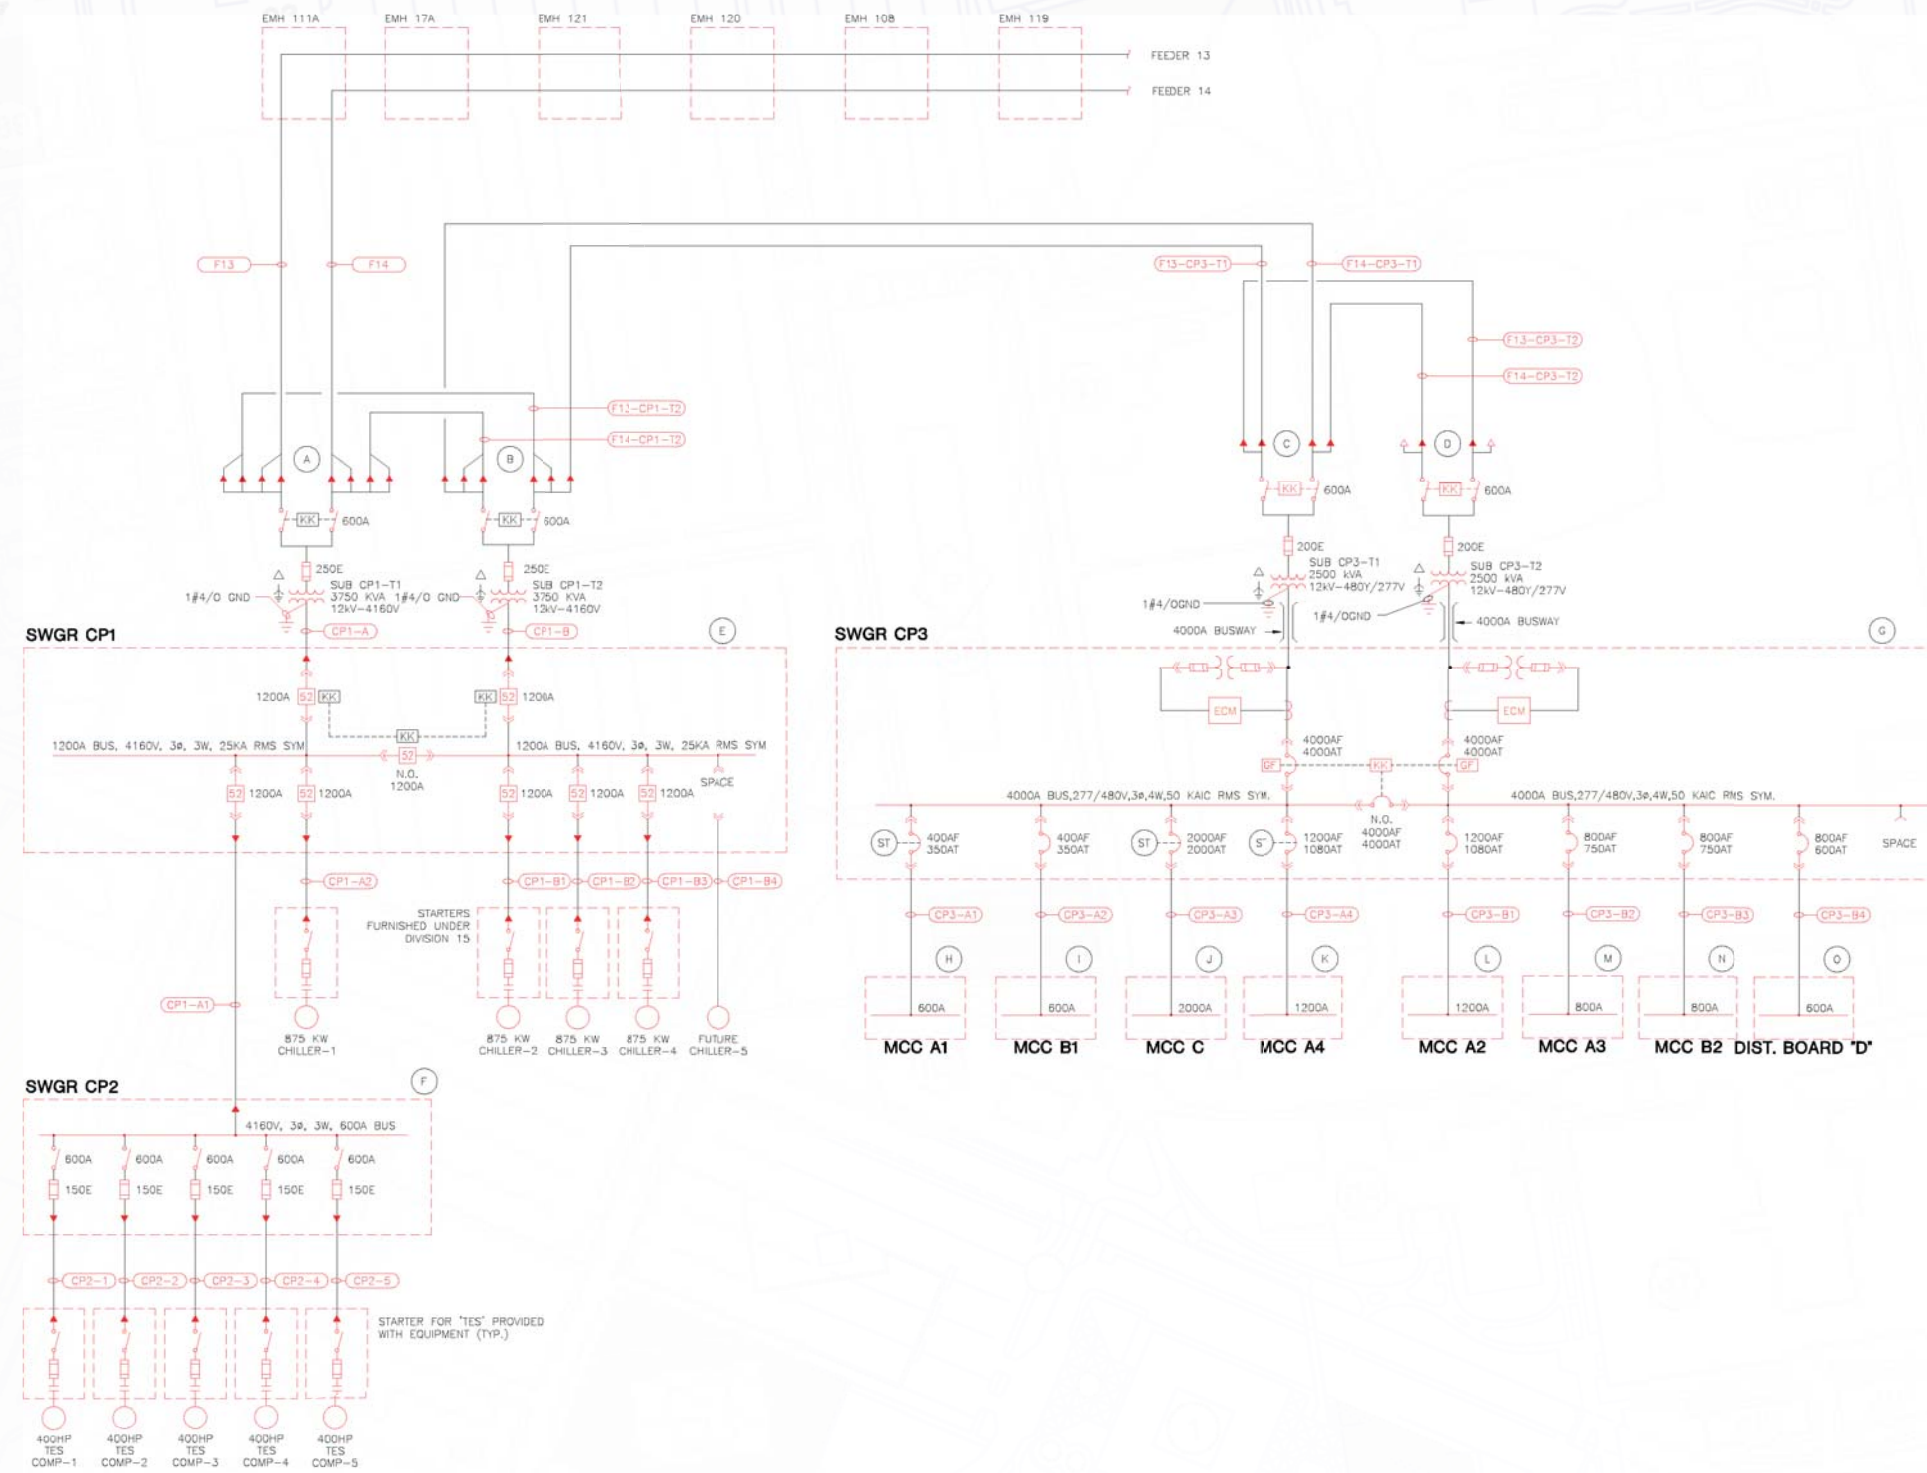 EMH 111A
EMH 17A
EMH 121
EMH 120
EMH 108
EMH 119
FEEDER 13
FEEDER 14
F13
F14
F13-CP3-T1
F14-CP3-T1
F13-CP3-T2
F14-CP3-T2
F13-CP1-T2
F14-CP1-T2
A
B
C
D
KK
600A
KK
600A
KK
600A
KK
600A
250E
250E
200E
200E
SUB CP1-T1
3750 KVA
12kV-4160V
1#4/0 GND
SUB CP1-T2
3750 KVA
12kV-4160V
1#4/0 GND
SUB CP3-T1
2500 kVA
12kV-480Y/277V
1#4/0GND
SUB CP3-T2
2500 kVA
12kV-480Y/277V
1#4/0GND
4000A BUSWAY
4000A BUSWAY
CP1-A
CP1-B
SWGR CP1
E
SWGR CP3
G
1200A
52
KK
KK
52
1200A
KK
52
N.O.
1200A
1200A BUS, 4160V, 3ø, 3W, 25KA RMS SYM
1200A BUS, 4160V, 3ø, 3W, 25KA RMS SYM
52
1200A
52
1200A
52
1200A
52
1200A
52
1200A
SPACE
ECM
ECM
4000AF
4000AT
4000AF
4000AT
GF
KK
GF
4000A BUS,277/480V,3ø,4W,50 KAIC RMS SYM.
4000A BUS,277/480V,3ø,4W,50 KAIC RMS SYM.
N.O.
4000AF
4000AT
ST
400AF
350AT
400AF
350AT
ST
2000AF
2000AT
1200AF
1080AT
1200AF
1080AT
800AF
750AT
800AF
750AT
800AF
600AT
SPACE
CP1-A2
CP1-B1
CP1-B2
CP1-B3
CP1-B4
CP3-A1
CP3-A2
CP3-A3
CP3-A4
CP3-B1
CP3-B2
CP3-B3
CP3-B4
STARTERS
FURNISHED UNDER
DIVISION 15
H
I
J
K
L
M
N
O
600A
600A
2000A
1200A
1200A
800A
800A
600A
MCC A1
MCC B1
MCC C
MCC A4
MCC A2
MCC A3
MCC B2
DIST. BOARD "D"
CP1-A1
875 KW
CHILLER-1
875 KW
CHILLER-2
875 KW
CHILLER-3
875 KW
CHILLER-4
FUTURE
CHILLER-5
SWGR CP2
F
4160V, 3ø, 3W, 600A BUS
600A
600A
600A
600A
600A
150E
150E
150E
150E
150E
CP2-1
CP2-2
CP2-3
CP2-4
CP2-5
STARTER FOR "TES" PROVIDED
WITH EQUIPMENT (TYP.)
400HP
TES
COMP-1
400HP
TES
COMP-2
400HP
TES
COMP-3
400HP
TES
COMP-4
400HP
TES
COMP-5